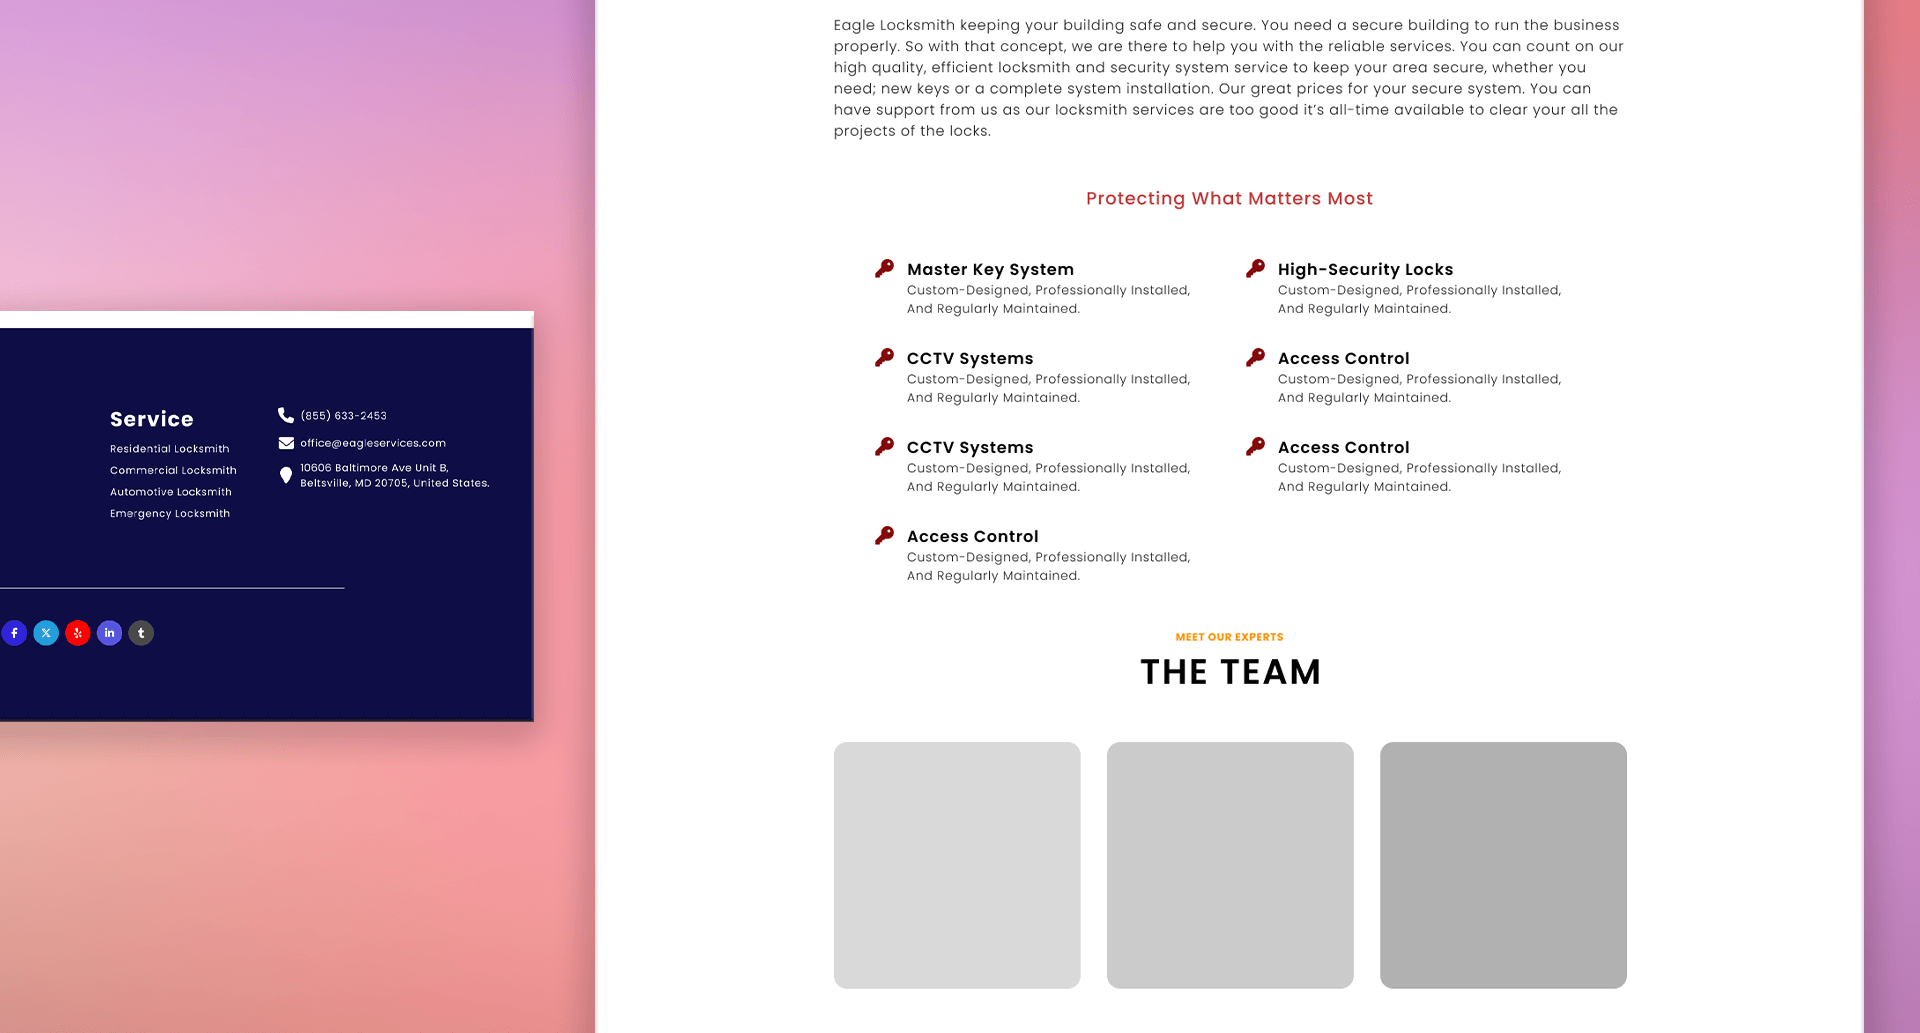 Service
Residential Locksmith
Commercial Locksmith
Automotive Locksmith
Emergency Locksmith
(855) 633-2453
office@eagleservices.com
10606 Baltimore Ave Unit B,
Beltsville, MD 20705, United States.
Eagle Locksmith keeping your building safe and secure. You need a secure building to run the business
properly. So with that concept, we are there to help you with the reliable services. You can count on our
high quality, efficient locksmith and security system service to keep your area secure, whether you
need; new keys or a complete system installation. Our great prices for your secure system. You can
have support from us as our locksmith services are too good it’s all-time available to clear your all the
projects of the locks.
Protecting What Matters Most
Master Key System
Custom-Designed, Professionally Installed,
And Regularly Maintained.
High-Security Locks
Custom-Designed, Professionally Installed,
And Regularly Maintained.
CCTV Systems
Custom-Designed, Professionally Installed,
And Regularly Maintained.
Access Control
Custom-Designed, Professionally Installed,
And Regularly Maintained.
CCTV Systems
Custom-Designed, Professionally Installed,
And Regularly Maintained.
Access Control
Custom-Designed, Professionally Installed,
And Regularly Maintained.
Access Control
Custom-Designed, Professionally Installed,
And Regularly Maintained.
MEET OUR EXPERTS
THE TEAM